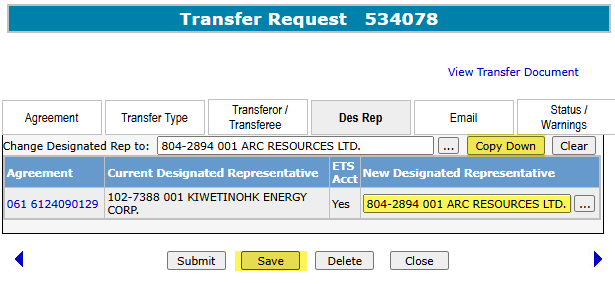 Transfer Request 534078
View Transfer Document
Agreement Transfer Type Transferor / Transferee Des Rep Email Status / Warnings
Change Designated Rep to: 804-2894 001 ARC RESOURCES LTD. ... Copy Down Clear
Agreement Current Designated Representative ETS Acct New Designated Representative
061 6124090129 102-7388 001 KIWETINOHK ENERGY CORP. Yes 804-2894 001 ARC RESOURCES LTD. ...
Submit Save Delete Close